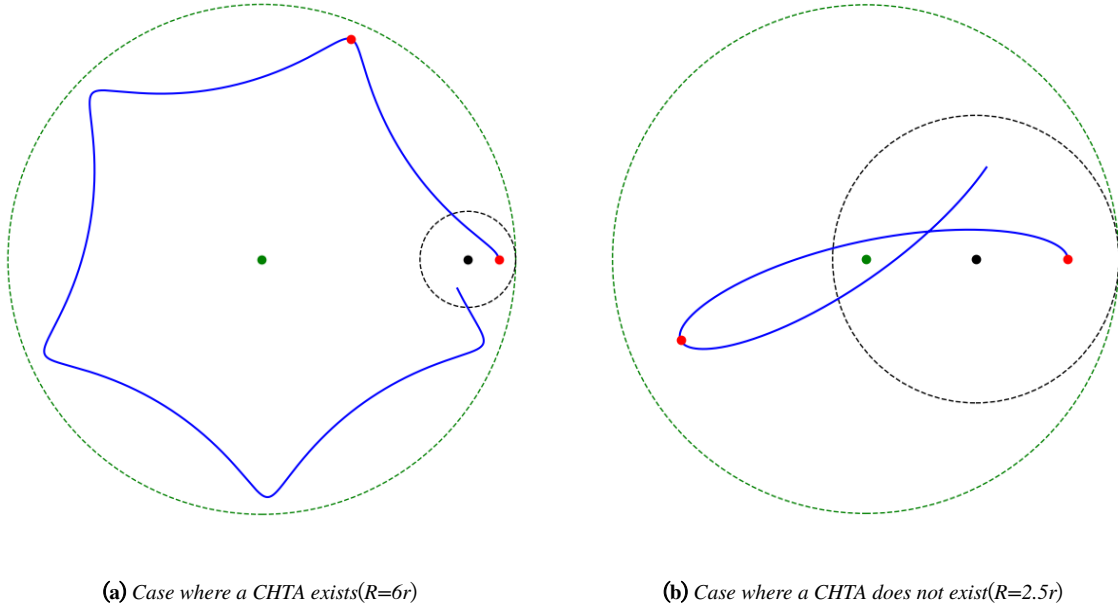 (a) Case where a CHTA exists(R=6r)
(b) Case where a CHTA does not exist(R=2.5r)